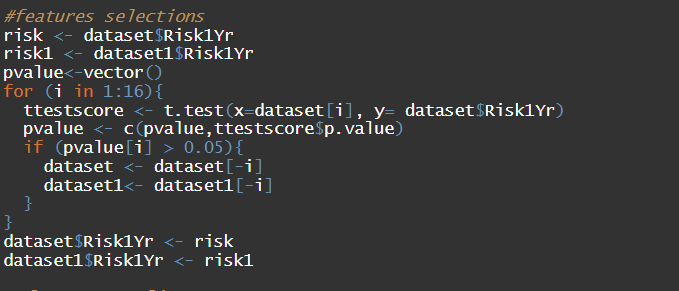 #features selections
risk <- dataset$Risk1Yr
risk1 <- dataset1$Risk1Yr
pvalue<-vector()
for (i in 1:16){
  ttestscore <- t.test(x=dataset[i], y= dataset$Risk1Yr)
  pvalue <- c(pvalue,ttestscore$p.value)
  if (pvalue[i] > 0.05){
    dataset <- dataset[-i]
    dataset1<- dataset1[-i]
  }
}
dataset$Risk1Yr <- risk
dataset1$Risk1Yr <- risk1